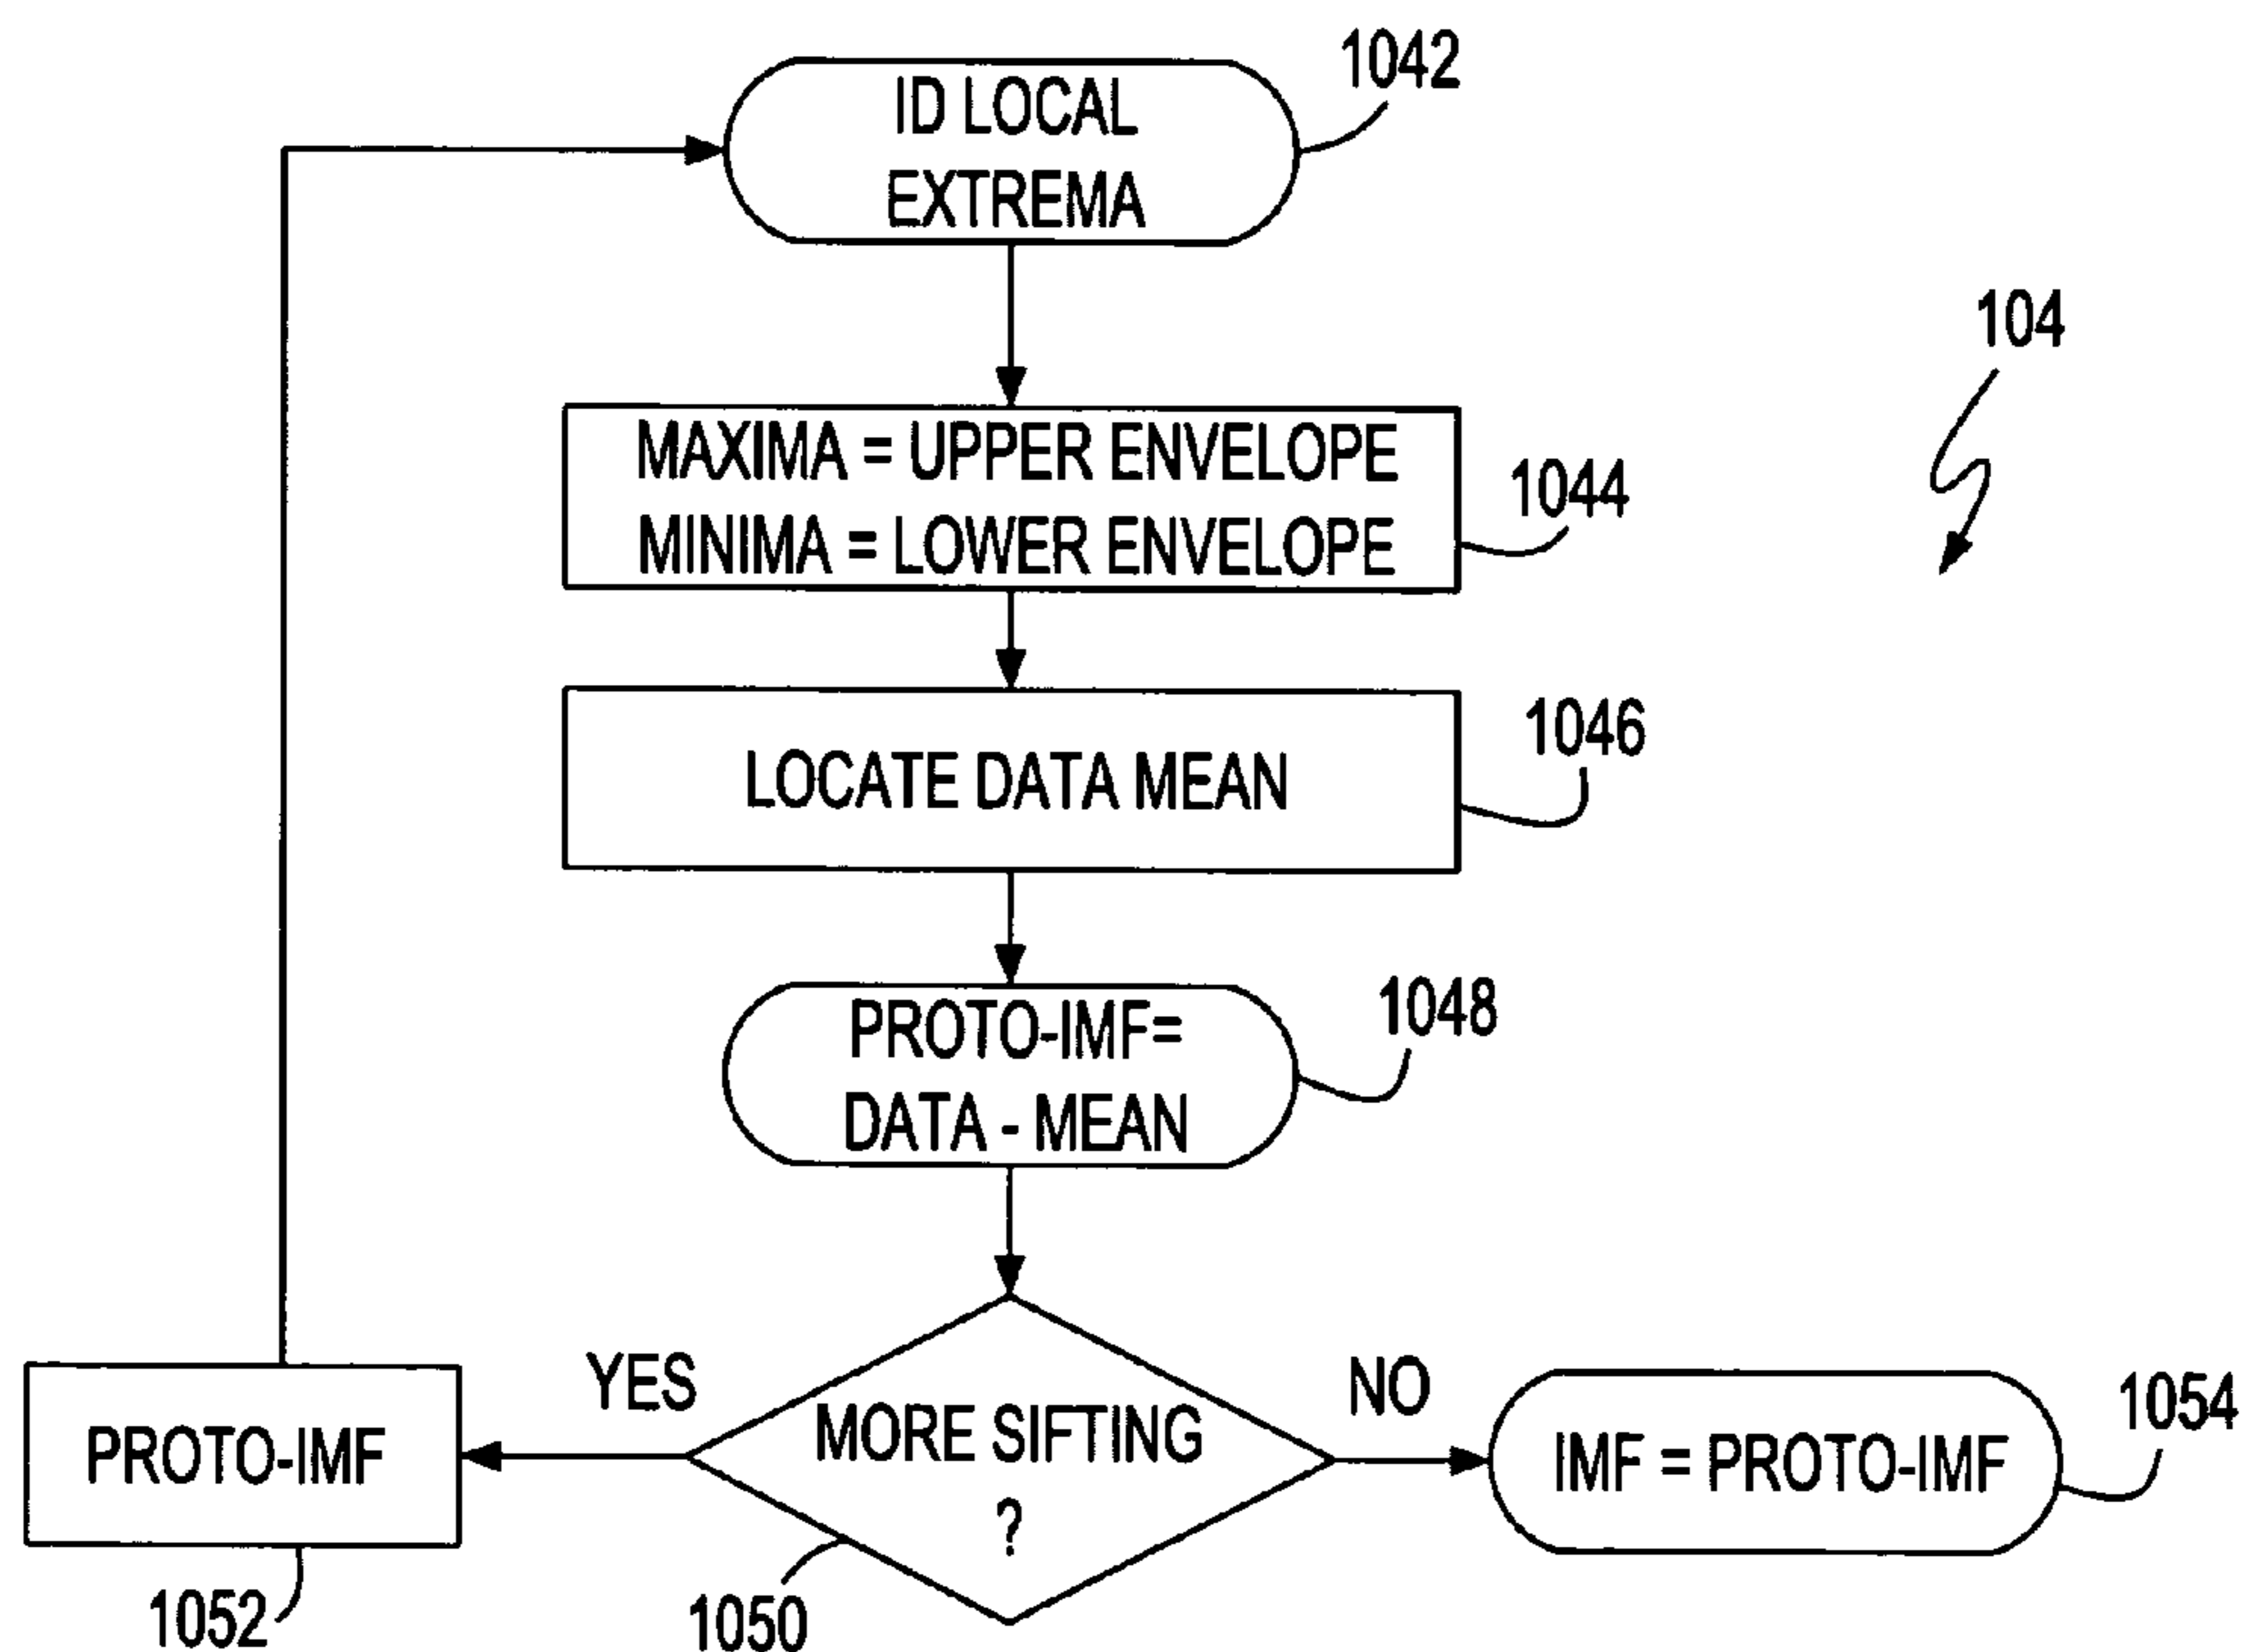 1042
ID LOCAL
EXTREMA
104
MAXIMA = UPPER ENVELOPE
MINIMA = LOWER ENVELOPE
1044
LOCATE DATA MEAN
1046
PROTO-IMF=
DATA - MEAN
1048
YES
NO
MORE SIFTING
?
PROTO-IMF
IMF = PROTO-IMF
1054
1052
1050